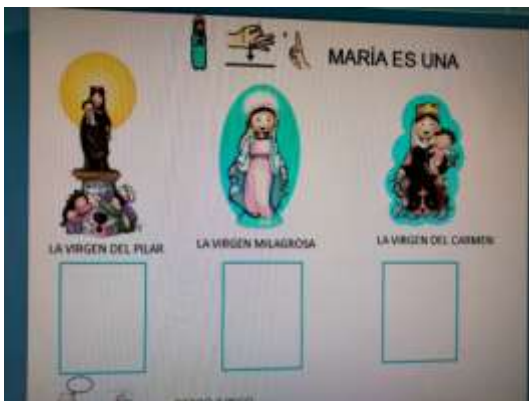 MARÍA ES UNA
LA VIRGEN DEL PILAR
LA VIRGEN MILAGROSA
LA VIRGEN DEL CARMEN